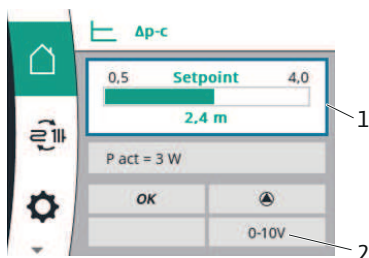 Δp-c
0,5 Setpoint 4,0
2,4 m
1
P act = 3 W
OK
0-10V
2